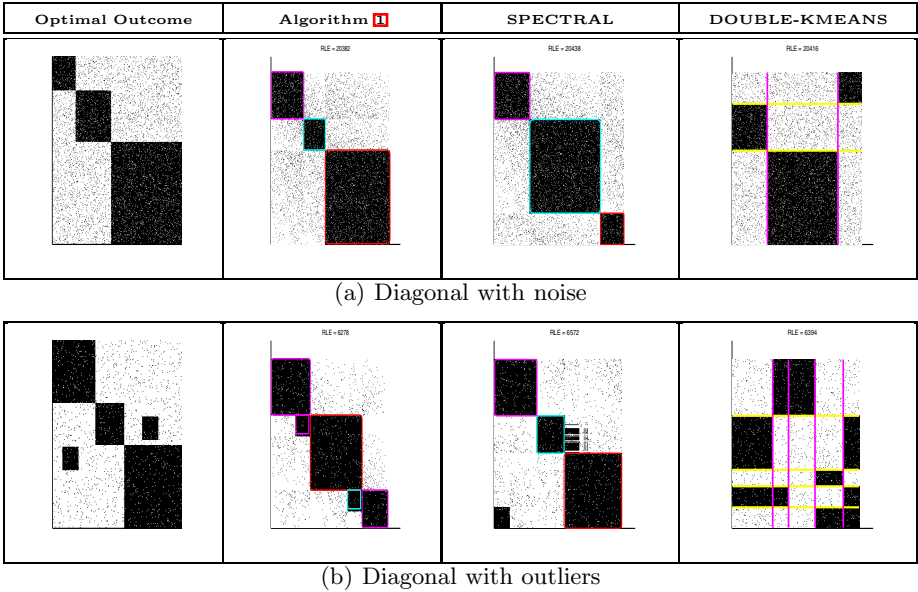 Optimal Outcome Algorithm 1 SPECTRAL DOUBLE-KMEANS
RLE = 20382 RLE = 20438 RLE = 20416
(a) Diagonal with noise
RLE = 6278 RLE = 6572 RLE = 6394
(b) Diagonal with outliers